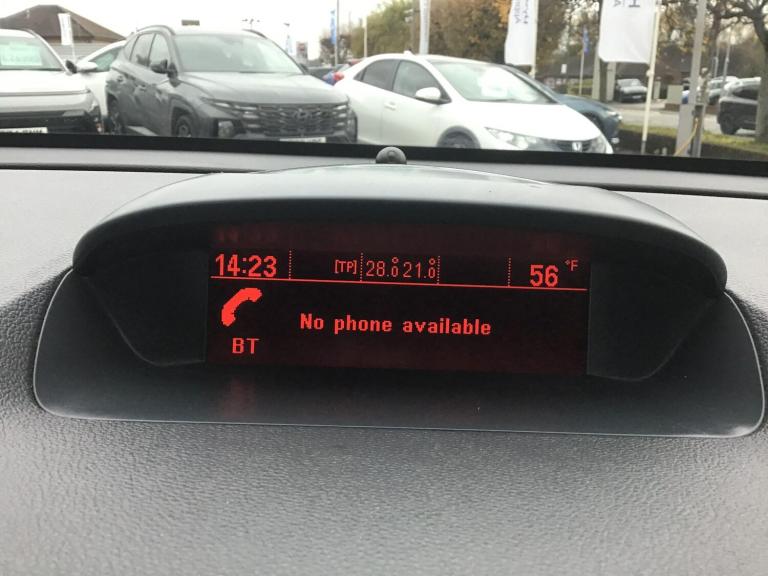 14:23 [TP] 28.0 21.0 56 °F
No phone available
BT